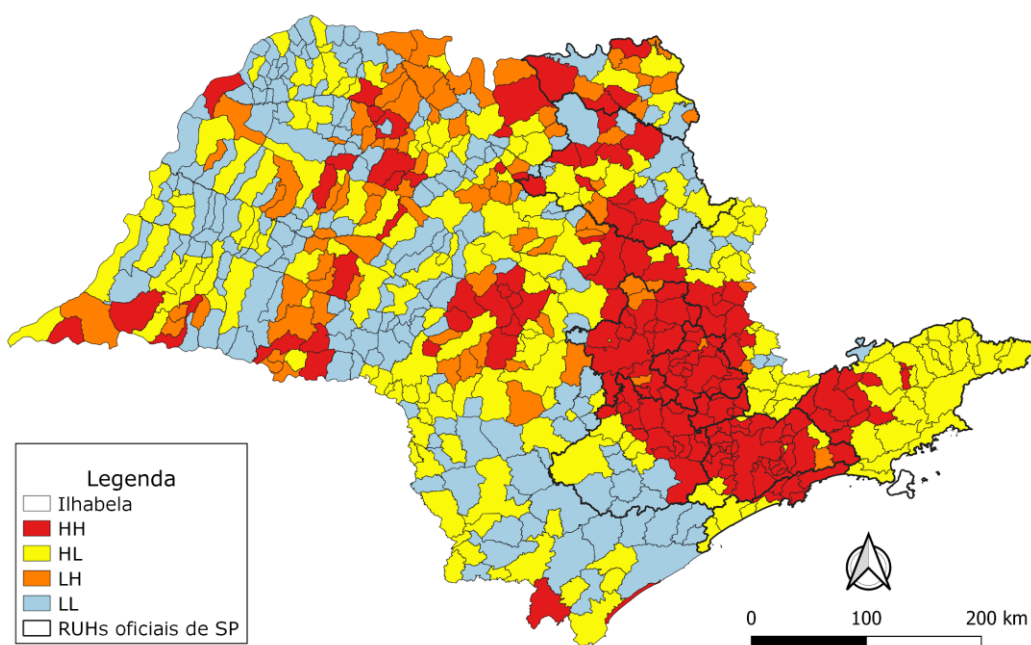 Legenda
Ilhabela
HH
HL
LH
LL
RUHs oficiais de SP
0 100 200 km